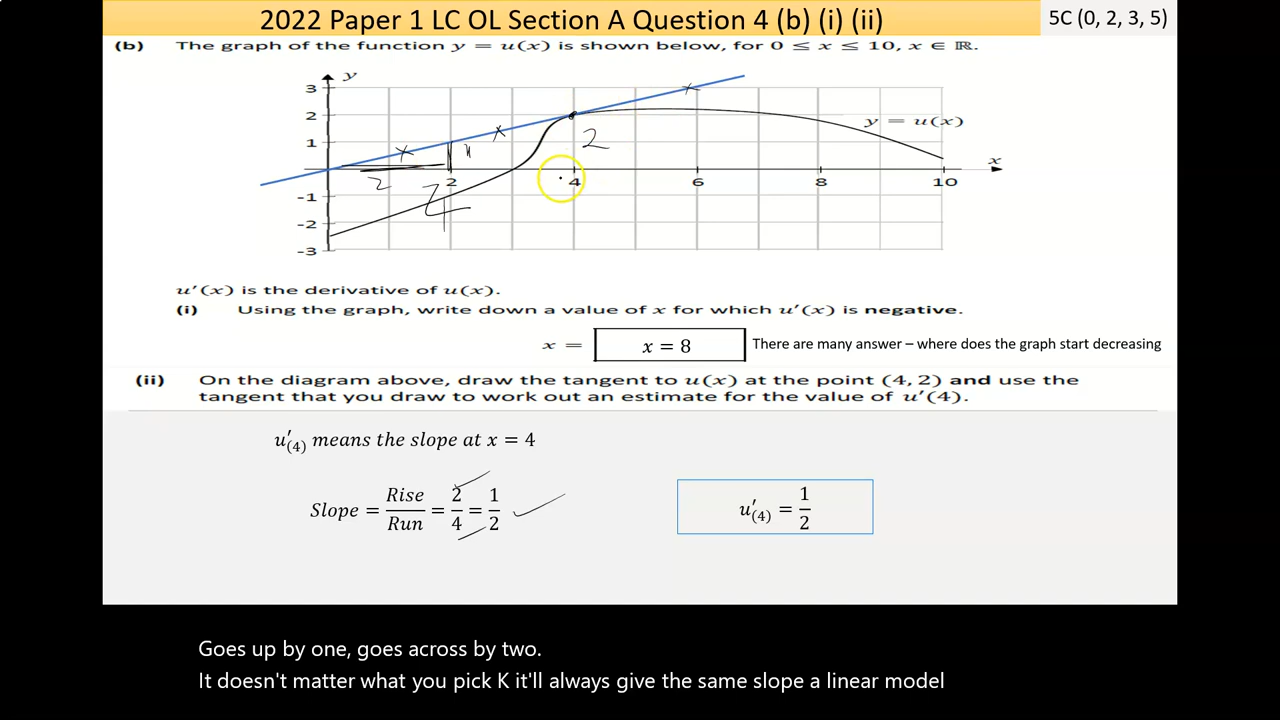 2022 Paper 1 LC OL Section A Question 4 (b) (i) (ii)
5C (0, 2, 3, 5)
(b) The graph of the function y = u(x) is shown below, for 0 ≤ x ≤ 10, x ∈ ℝ.
y
3
2
1
-1
-2
-3
y = u(x)
x
2 4 6 8 10
2
2
4
u′(x) is the derivative of u(x).
(i) Using the graph, write down a value of x for which u′(x) is negative.
x = x = 8 There are many answer – where does the graph start decreasing
(ii) On the diagram above, draw the tangent to u(x) at the point (4, 2) and use the
tangent that you draw to work out an estimate for the value of u′(4).
u′(4) means the slope at x = 4
Slope = Rise/Run = 2/4 = 1/2
u′(4) = 1/2
Goes up by one, goes across by two.
It doesn't matter what you pick K it'll always give the same slope a linear model